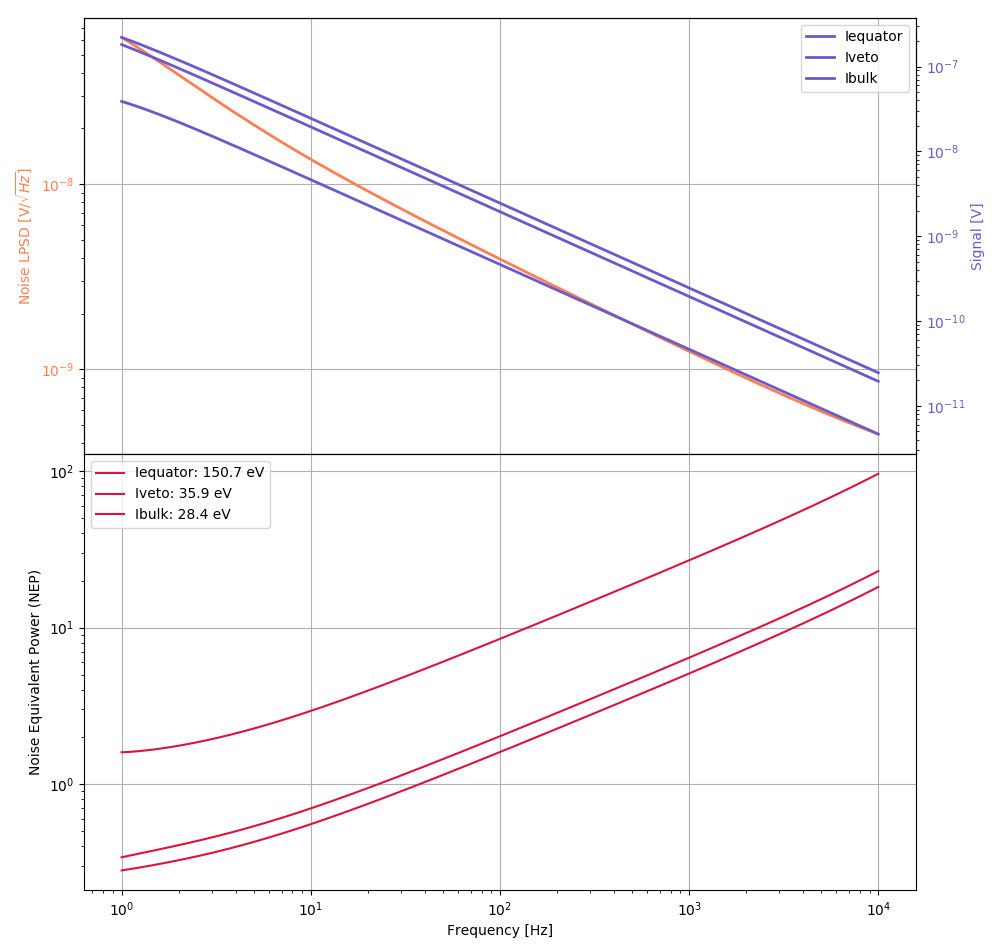 Iequator
Iveto
Ibulk
Noise LPSD [V/√Hz]
10⁻⁸
10⁻⁹
Signal [V]
10⁻⁷
10⁻⁸
10⁻⁹
10⁻¹⁰
10⁻¹¹
Iequator: 150.7 eV
Iveto: 35.9 eV
Ibulk: 28.4 eV
Noise Equivalent Power (NEP)
10²
10¹
10⁰
10⁰ 10¹ 10² 10³ 10⁴
Frequency [Hz]